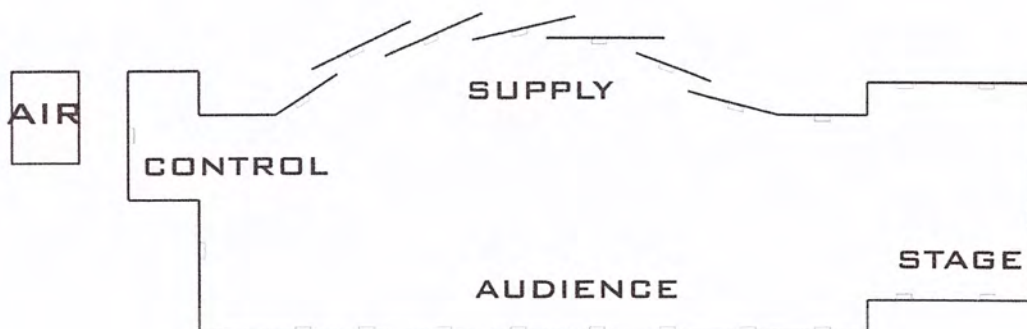 SUPPLY
AIR
CONTROL
STAGE
AUDIENCE